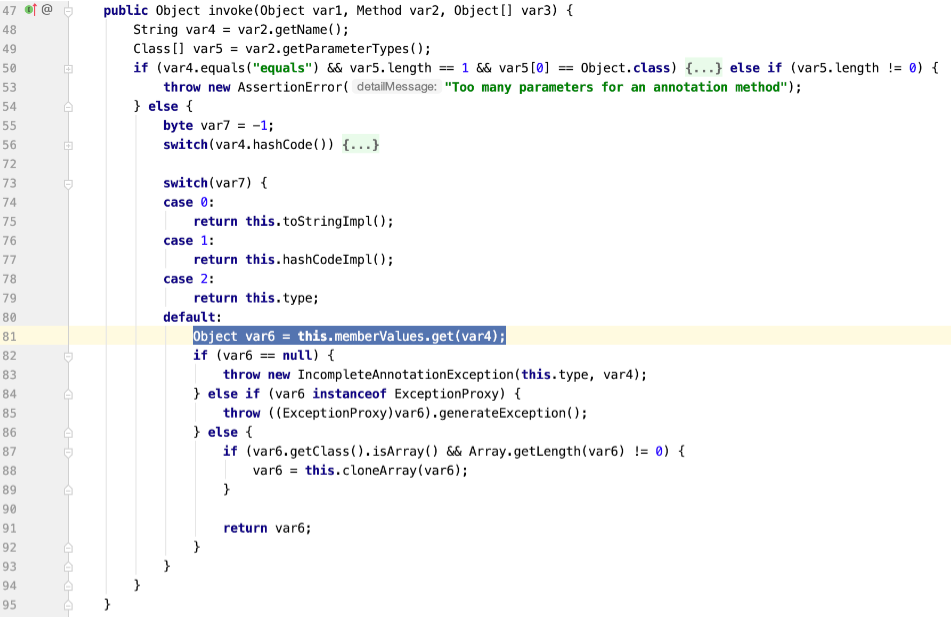 47 @ public Object invoke(Object var1, Method var2, Object[] var3) {
48 String var4 = var2.getName();
49 Class[] var5 = var2.getParameterTypes();
50 if (var4.equals("equals") && var5.length == 1 && var5[0] == Object.class) {...} else if (var5.length != 0) {
53 throw new AssertionError( detailMessage: "Too many parameters for an annotation method");
54 } else {
55 byte var7 = -1;
56 switch(var4.hashCode()) {...}
72
73 switch(var7) {
74 case 0:
75 return this.toStringImpl();
76 case 1:
77 return this.hashCodeImpl();
78 case 2:
79 return this.type;
80 default:
81 Object var6 = this.memberValues.get(var4);
82 if (var6 == null) {
83 throw new IncompleteAnnotationException(this.type, var4);
84 } else if (var6 instanceof ExceptionProxy) {
85 throw ((ExceptionProxy)var6).generateException();
86 } else {
87 if (var6.getClass().isArray() && Array.getLength(var6) != 0) {
88 var6 = this.cloneArray(var6);
89 }
90
91 return var6;
92 }
93 }
94 }
95 }